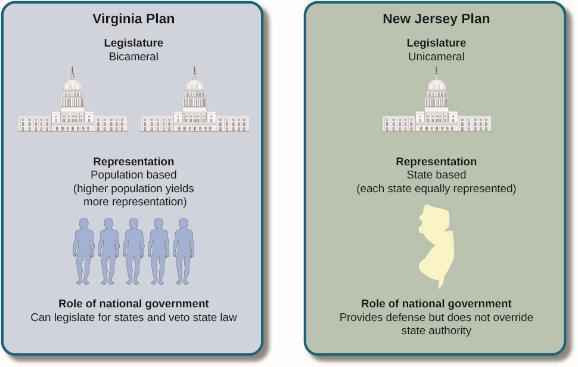 Virginia Plan
Legislature
Bicameral
Representation
Population based
(higher population yields
more representation)
Role of national government
Can legislate for states and veto state law
New Jersey Plan
Legislature
Unicameral
Representation
State based
(each state equally represented)
Role of national government
Provides defense but does not override
state authority